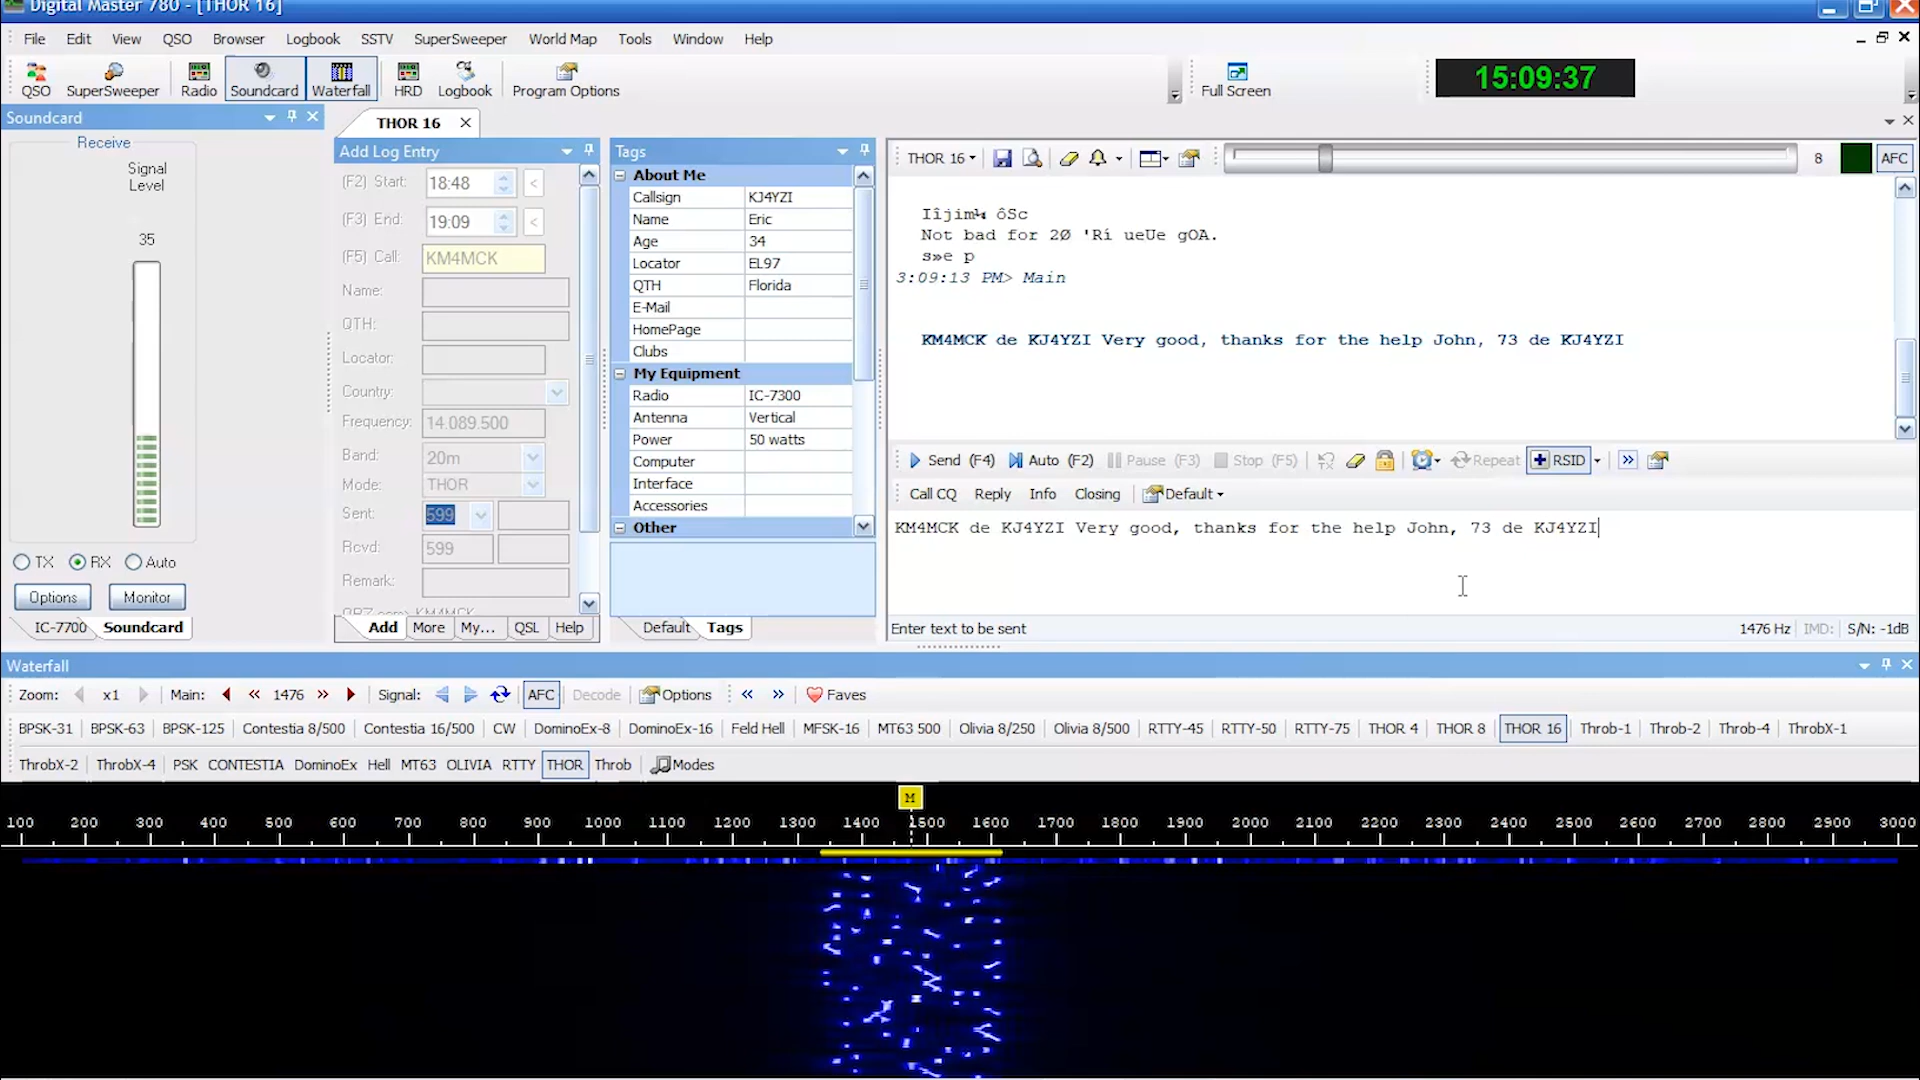 Digital Master 780 - [THOR 16]
File Edit View QSO Browser Logbook SSTV SuperSweeper World Map Tools Window Help
QSO SuperSweeper Radio Soundcard Waterfall HRD Logbook Program Options Full Screen 15:09:37
Soundcard
Receive
Signal
Level
35
TX RX Auto
Options Monitor
IC-7700 Soundcard
THOR 16
Add Log Entry
(F2) Start: 18:48 <
(F3) End: 19:09 <
(F5) Call: KM4MCK
Name:
QTH:
Locator:
Country:
Frequency: 14.089.500
Band: 20m
Mode: THOR
Sent: 599
Rcvd: 599
Remark:
QRZ.com: KM4MCK
Add More My... QSL Help
Tags
About Me
Callsign KJ4YZI
Name Eric
Age 34
Locator EL97
QTH Florida
E-Mail
HomePage
Clubs
My Equipment
Radio IC-7300
Antenna Vertical
Power 50 watts
Computer
Interface
Accessories
Other
Default Tags
THOR 16 8 AFC
Not bad for 2Ø 'Rí ueUe gOA.
s»e p
3:09:13 PM> Main
KM4MCK de KJ4YZI Very good, thanks for the help John, 73 de KJ4YZI
Send (F4) Auto (F2) Pause (F3) Stop (F5) Repeat RSID
Call CQ Reply Info Closing Default
KM4MCK de KJ4YZI Very good, thanks for the help John, 73 de KJ4YZI
Enter text to be sent 1476 Hz IMD: S/N: -1dB
Waterfall
Zoom: x1 Main: 1476 Signal: AFC Decode Options Faves
BPSK-31 BPSK-63 BPSK-125 Contestia 8/500 Contestia 16/500 CW DominoEx-8 DominoEx-16 Feld Hell MFSK-16 MT63 500 Olivia 8/250 Olivia 8/500 RTTY-45 RTTY-50 RTTY-75 THOR 4 THOR 8 THOR 16 Throb-1 Throb-2 Throb-4 ThrobX-1
ThrobX-2 ThrobX-4 PSK CONTESTIA DominoEx Hell MT63 OLIVIA RTTY THOR Throb Modes
M
100 200 300 400 500 600 700 800 900 1000 1100 1200 1300 1400 1500 1600 1700 1800 1900 2000 2100 2200 2300 2400 2500 2600 2700 2800 2900 3000